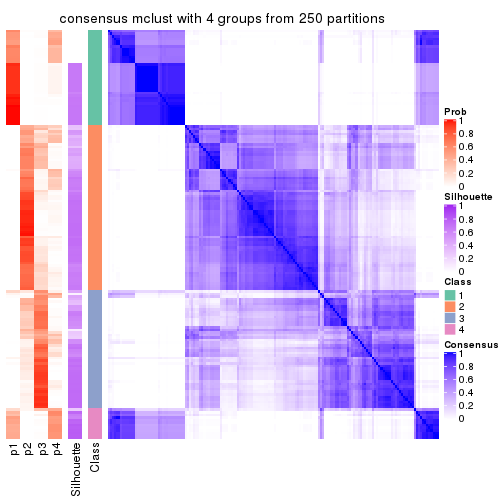 consensus mclust with 4 groups from 250 partitions
Prob
1
0.8
0.6
0.4
0.2
0
Silhouette
1
0.8
0.6
0.4
0.2
0
Class
1
2
3
4
Consensus
1
0.8
0.6
0.4
0.2
0
p1
p2
p3
p4
Silhouette
Class